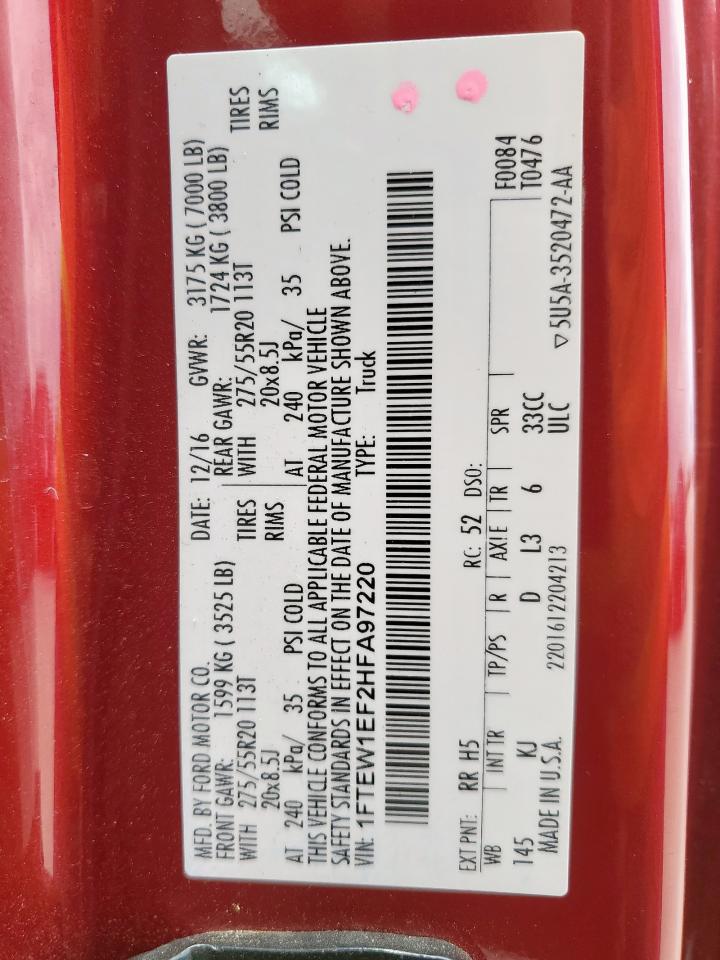 MFD. BY FORD MOTOR CO. DATE: 12/16 GVWR: 3175 KG ( 7000 LB)
FRONT GAWR: 1599 KG ( 3525 LB) REAR GAWR: 1724 KG ( 3800 LB)
WITH 275/55R20 113T TIRES WITH 275/55R20 113T TIRES
20x8.5J RIMS 20x8.5J RIMS
AT 240 kPa/ 35 PSI COLD AT 240 kPa/ 35 PSI COLD
THIS VEHICLE CONFORMS TO ALL APPLICABLE FEDERAL MOTOR VEHICLE
SAFETY STANDARDS IN EFFECT ON THE DATE OF MANUFACTURE SHOWN ABOVE.
VIN: 1FTEW1EF2HFA97220 TYPE: Truck
EXT PNT: RR H5 RC: 52 DSO:
WB INT TR TP/PS R AXLE TR SPR F0084
145 KJ D L3 6 33CC T0476
ULC
MADE IN U.S.A. 2201612204213 ▽ 5U5A-3520472-AA